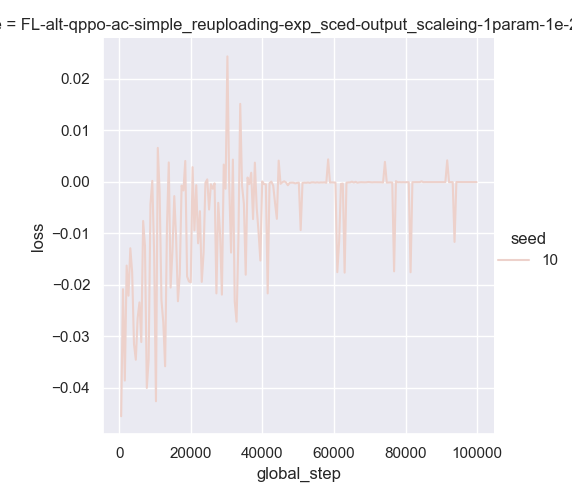 e = FL-alt-qppo-ac-simple_reuploading-exp_sced-output_scaleing-1param-1e-2
loss
0.02
0.01
0.00
−0.01
−0.02
−0.03
−0.04
0 20000 40000 60000 80000 100000
global_step
seed
10